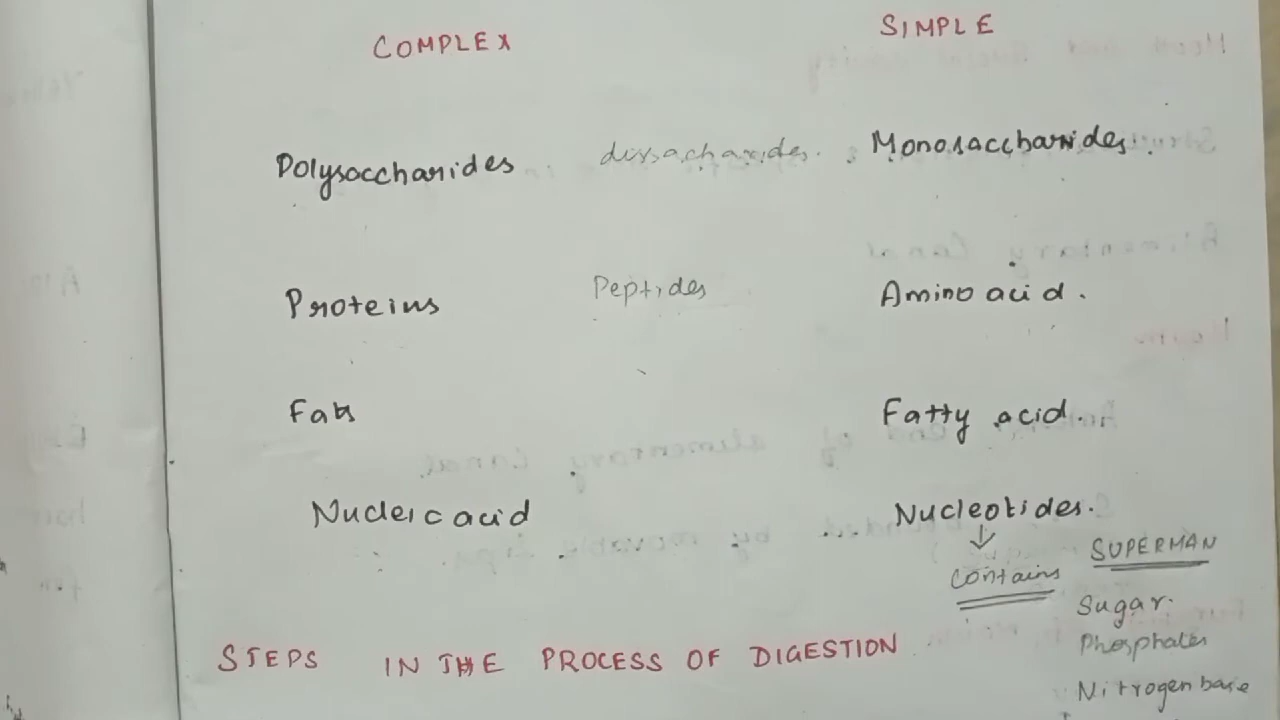 COMPLEX SIMPLE
Polysaccharides dissacharides. Monosaccharides.
Proteins Peptides Amino acid.
Fats Fatty acid.
Nucleic acid Nucleotides.
Contains SUPERMAN
Sugar.
Phosphates
Nitrogen base
STEPS IN THE PROCESS OF DIGESTION